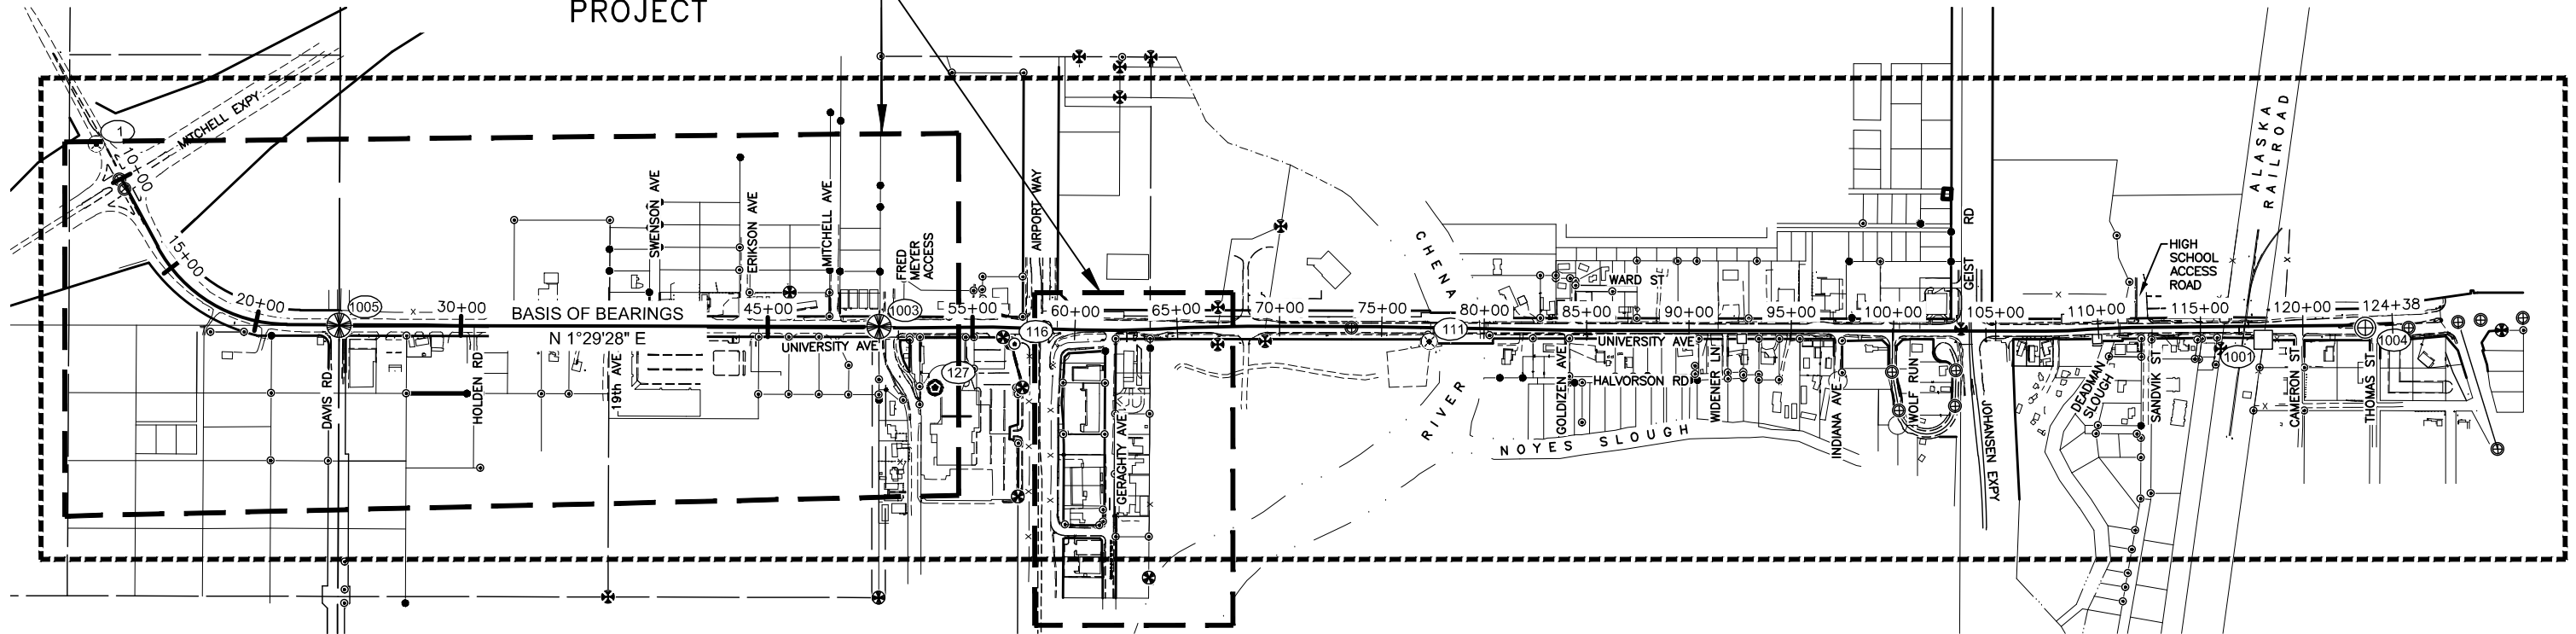 PROJECT
1
MITCHELL EXPY
10+00
15+00
20+00
1005
30+00
BASIS OF BEARINGS
N 1°29'28" E
DAVIS RD
HOLDEN RD
19th AVE
SWENSON AVE
ERIKSON AVE
MITCHELL AVE
45+00
UNIVERSITY AVE
FRED
MEYER
ACCESS
1003
55+00
127
116
AIRPORT WAY
60+00
GERAGHTY AVE
65+00
70+00
75+00
CHENA
RIVER
111
80+00
85+00
90+00
95+00
100+00
WARD ST
UNIVERSITY AVE
HALVORSON RD
GOLDIZEN AVE
WIDENER LN
NOYES SLOUGH
INDIANA AVE
WOLF RUN
GEIST RD
JOHANSEN EXPY
105+00
110+00
HIGH
SCHOOL
ACCESS
ROAD
115+00
ALASKA
RAILROAD
120+00
124+38
DEADMAN
SLOUGH
SANDVIK ST
1001
CAMERON ST
THOMAS ST
1004